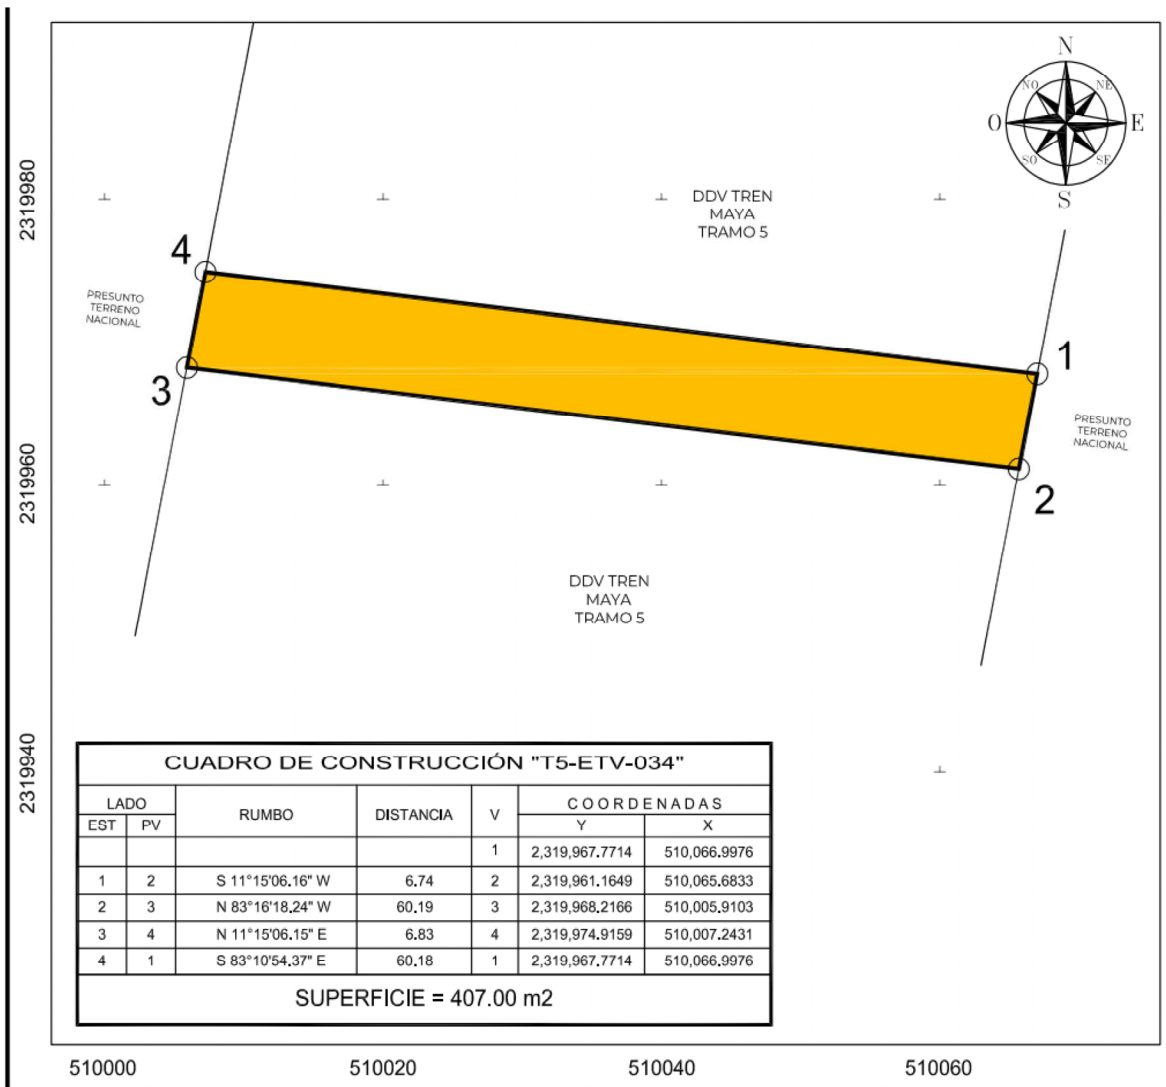 N
NO
NE
O
E
SO
SE
S
2319980
DDV TREN
MAYA
TRAMO 5
4
PRESUNTO
TERRENO
NACIONAL
1
3
PRESUNTO
TERRENO
NACIONAL
2319960
2
DDV TREN
MAYA
TRAMO 5
2319940
CUADRO DE CONSTRUCCIÓN "T5-ETV-034"
LADO RUMBO DISTANCIA V COORDENADAS
EST PV Y X
1 2,319,967.7714 510,066.9976
1 2 S 11°15'06.16" W 6.74 2 2,319,961.1649 510,065.6833
2 3 N 83°16'18.24" W 60.19 3 2,319,968.2166 510,005.9103
3 4 N 11°15'06.15" E 6.83 4 2,319,974.9159 510,007.2431
4 1 S 83°10'54.37" E 60.18 1 2,319,967.7714 510,066.9976
SUPERFICIE = 407.00 m2
510000 510020 510040 510060